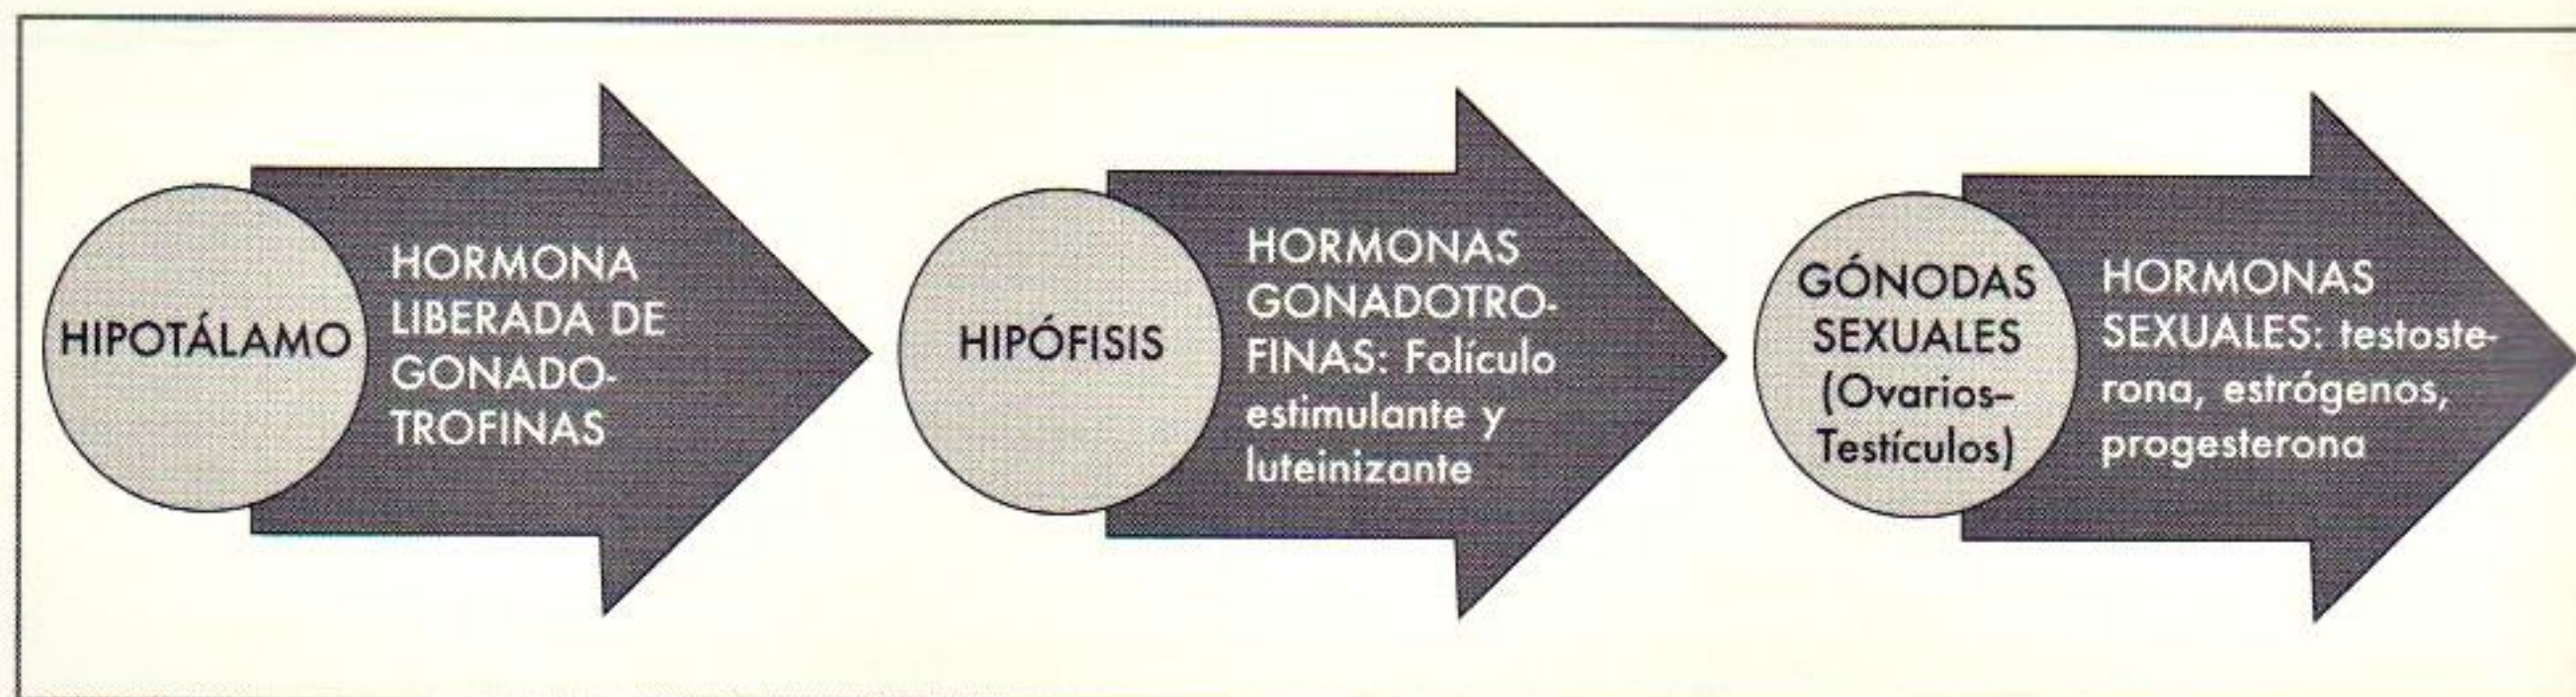 HIPOTÁLAMO
HORMONA
LIBERADA DE
GONADO-
TROFINAS
HIPÓFISIS
HORMONAS
GONADOTRO-
FINAS: Folículo
estimulante y
luteinizante
GÓNODAS
SEXUALES
(Ovarios–
Testículos)
HORMONAS
SEXUALES: testoste-
rona, estrógenos,
progesterona